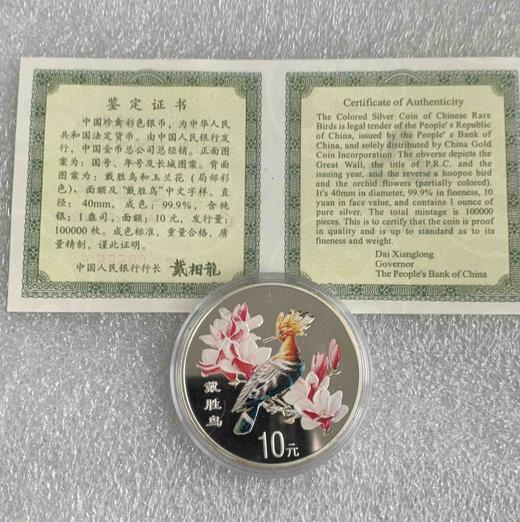 鉴定证书
中国珍禽彩色银币，为中华人民
共和国法定货币。由中国人民银行发
行，中国金币总公司总经销。正面图
案为：国号、年号及长城图案。背面
图案为：戴胜鸟和玉兰花（局部彩
色），面额及"戴胜鸟"中文字样。直
径：40mm，成色：99.9%，含纯
银：1盎司，面额：10元，发行量：
100000枚。成色标准，重量合格，质
量精制，谨此证明。
中国人民银行行长 戴相龍
Certificate of Authenticity
The Colored Silver Coin of Chinese Rare
Birds is legal tender of the People's Republic
of China, issued by the People's Bank of
China, and solely distributed by China Gold
Coin Incorporation. The obverse depicts the
Great Wall, the title of P.R.C. and the
issuing year, and the reverse a hoopoe bird
and the orchid flowers (partially colored).
It's 40mm in diameter, 99.9% in fineness, 10
yuan in face value, and contains 1 ounce of
pure silver. The total mintage is 100000
pieces. This is to certify that the coin is proof
in quality and is up to standard as to its
fineness and weight.
Dai Xianglong
Governor
The People's Bank of China
戴胜鸟
10元